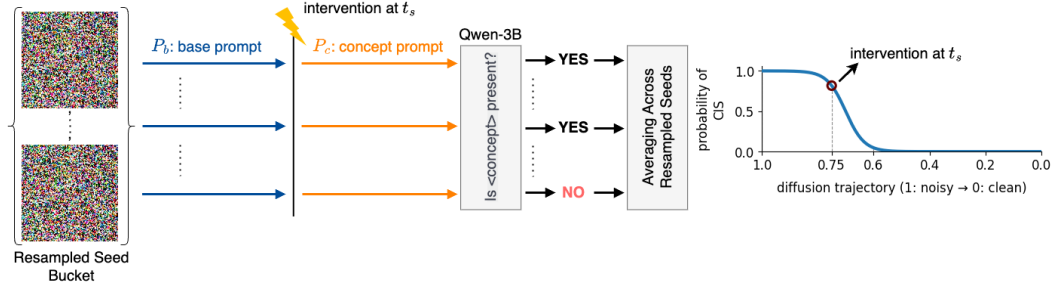 intervention at tₛ
P_b: base prompt
P_c: concept prompt
Qwen-3B
Is <concept> present?
YES
YES
NO
Averaging Across
Resampled Seeds
Resampled Seed
Bucket
intervention at tₛ
probability of
CIS
1.0
0.5
0.0
1.0
0.75
0.6
0.4
0.2
0.0
diffusion trajectory (1: noisy → 0: clean)